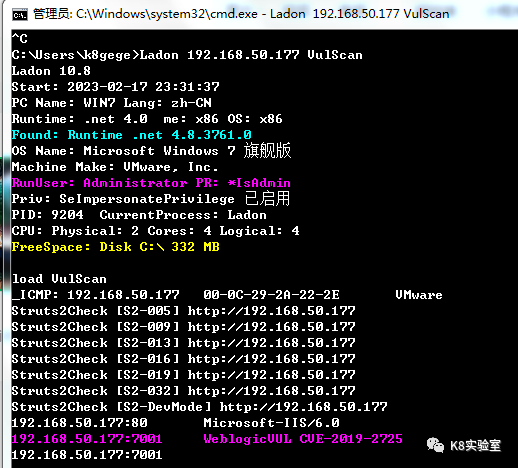 管理员: C:\Windows\system32\cmd.exe - Ladon  192.168.50.177 VulScan
^C
C:\Users\k8gege>Ladon 192.168.50.177 VulScan
Ladon 10.8
Start: 2023-02-17 23:31:37
PC Name: WIN7 Lang: zh-CN
Runtime: .net 4.0  me: x86 OS: x86
Found: Runtime .net 4.8.3761.0
OS Name: Microsoft Windows 7 旗舰版
Machine Make: VMware, Inc.
RunUser: Administrator PR: *IsAdmin
Priv: SeImpersonatePrivilege 已启用
PID: 9204  CurrentProcess: Ladon
CPU: Physical: 2 Cores: 4 Logical: 4
FreeSpace: Disk C:\ 332 MB
load VulScan
_ICMP: 192.168.50.177   00-0C-29-2A-22-2E       VMware
Struts2Check [S2-005] http://192.168.50.177
Struts2Check [S2-009] http://192.168.50.177
Struts2Check [S2-013] http://192.168.50.177
Struts2Check [S2-016] http://192.168.50.177
Struts2Check [S2-019] http://192.168.50.177
Struts2Check [S2-032] http://192.168.50.177
Struts2Check [S2-DevMode] http://192.168.50.177
192.168.50.177:80       Microsoft-IIS/6.0
192.168.50.177:7001     WeblogicVUL CVE-2019-2725
192.168.50.177:7001
K8实验室